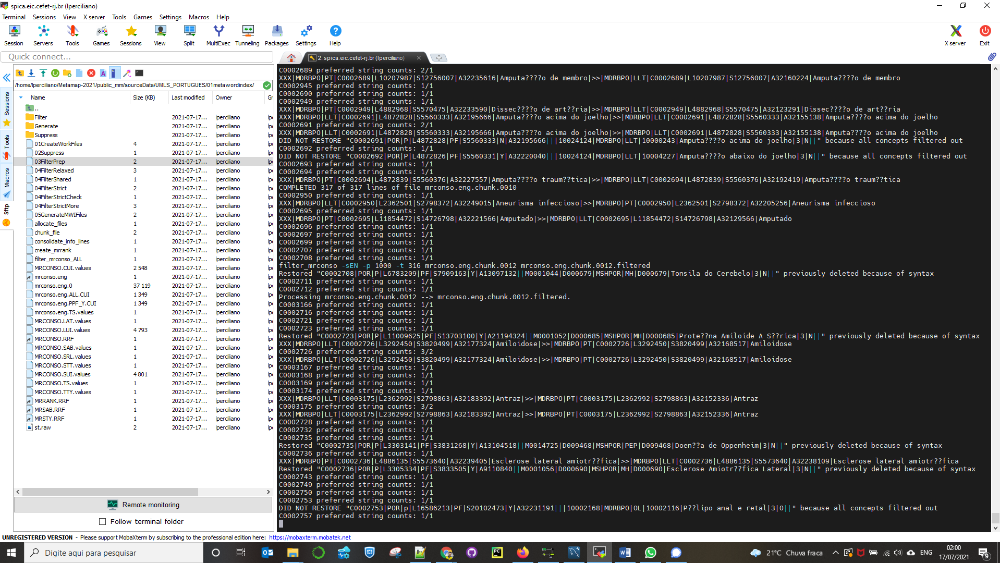 spica.eic.cefet-rj.br (lperciliano)
Terminal Sessions View X server Tools Games Settings Macros Help
Session Servers Tools Games Sessions View Split MultiExec Tunneling Packages Settings Help X server Exit
Quick connect...
2. spica.eic.cefet-rj.br (lperciliano)
/home/lperciliano/Metamap-2021/public_mm/sourceData/UMLS_PORTUGUES/01metawordindex/
Sessions
Tools
Macros
Sftp
Name Size (KB) Last modified Owner Gr
..
Filter 2021-07-17... lperciliano lp
Generate 2021-07-17... lperciliano lp
Suppress 2021-07-17... lperciliano lp
01CreateWorkFiles 4 2021-07-17... lperciliano lp
02Suppress 1 2021-07-17... lperciliano lp
03FilterPrep 2 2021-07-17... lperciliano lp
04FilterRelaxed 3 2021-07-17... lperciliano lp
04FilterShared 1 2021-07-17... lperciliano lp
04FilterStrict 2 2021-07-17... lperciliano lp
04FilterStrictCheck 1 2021-07-17... lperciliano lp
04FilterStrictMore 3 2021-07-17... lperciliano lp
05GenerateMWIFiles 2 2021-07-17... lperciliano lp
allocate_files 1 2021-07-17... lperciliano lp
chunk_file 2 2021-07-17... lperciliano lp
consolidate_info_lines 1 2021-07-17... lperciliano lp
create_mrrank 1 2021-07-17... lperciliano lp
filter_mrconso_ALL 1 2021-07-17... lperciliano lp
MRCONSO.CUI.values 2 548 2021-07-17... lperciliano lp
mrconso.eng 1 2021-07-17... lperciliano lp
mrconso.eng.0 37 119 2021-07-17... lperciliano lp
mrconso.eng.ALL.CUI 1 349 2021-07-17... lperciliano lp
mrconso.eng.PPF_Y.CUI 1 349 2021-07-17... lperciliano lp
mrconso.eng.TS.values 1 2021-07-17... lperciliano lp
MRCONSO.LAT.values 1 2021-07-17... lperciliano lp
MRCONSO.LUI.values 4 793 2021-07-17... lperciliano lp
MRCONSO.RRF 1 2021-07-17... lperciliano lp
MRCONSO.SAB.values 1 2021-07-17... lperciliano lp
MRCONSO.SRL.values 1 2021-07-17... lperciliano lp
MRCONSO.STT.values 1 2021-07-17... lperciliano lp
MRCONSO.SUI.values 4 801 2021-07-17... lperciliano lp
MRCONSO.TS.values 1 2021-07-17... lperciliano lp
MRCONSO.TTY.values 1 2021-07-17... lperciliano lp
MRRANK.RRF 1 2021-07-17... lperciliano lp
MRSAB.RRF 1 2021-07-17... lperciliano lp
MRSTY.RRF 1 2021-07-17... lperciliano lp
st.raw 2 2021-07-17... lperciliano lp
Remote monitoring
Follow terminal folder
C0002689 preferred string counts: 2/1
XXX|MDRBPO|PT|C0002689|L10207987|S12756007|A32235616|Amputa????o de membro|>>|MDRBPO|LLT|C0002689|L10207987|S12756007|A32160224|Amputa????o de membro
C0002945 preferred string counts: 1/1
C0002690 preferred string counts: 1/1
C0002949 preferred string counts: 1/1
XXX|MDRBPO|PT|C0002949|L4882968|S5570475|A32233590|Dissec????o de art??ria|>>|MDRBPO|LLT|C0002949|L4882968|S5570475|A32123291|Dissec????o de art??ria
XXX|MDRBPO|LLT|C0002691|L4872828|S5560333|A32195666|Amputa????o acima do joelho|>>|MDRBPO|LLT|C0002691|L4872828|S5560333|A32155138|Amputa????o acima do joelho
C0002691 preferred string counts: 2/1
XXX|MDRBPO|LLT|C0002691|L4872828|S5560333|A32195666|Amputa????o acima do joelho|>>|MDRBPO|LLT|C0002691|L4872828|S5560333|A32155138|Amputa????o acima do joelho
DID NOT RESTORE "C0002691|POR|P|L4872828|PF|S5560333|N|A32195666|||10024124|MDRBPO|LLT|10000243|Amputa????o acima do joelho|3|N||" because all concepts filtered out
C0002692 preferred string counts: 1/1
DID NOT RESTORE "C0002692|POR|P|L4872826|PF|S5560331|Y|A32220040|||10024124|MDRBPO|LLT|10004227|Amputa????o abaixo do joelho|3|N||" because all concepts filtered out
C0002693 preferred string counts: 1/1
C0002694 preferred string counts: 1/1
XXX|MDRBPO|PT|C0002694|L4872839|S5560376|A32227557|Amputa????o traum??tica|>>|MDRBPO|LLT|C0002694|L4872839|S5560376|A32192419|Amputa????o traum??tica
COMPLETED 317 of 317 lines of file mrconso.eng.chunk.0010
C0002950 preferred string counts: 1/1
XXX|MDRBPO|LLT|C0002950|L2362501|S2798372|A32249015|Aneurisma infeccioso|>>|MDRBPO|PT|C0002950|L2362501|S2798372|A32205256|Aneurisma infeccioso
C0002695 preferred string counts: 1/1
XXX|MDRBPO|PT|C0002695|L11854472|S14726798|A32221566|Amputado|>>|MDRBPO|LLT|C0002695|L11854472|S14726798|A32129566|Amputado
C0002696 preferred string counts: 1/1
C0002697 preferred string counts: 1/1
C0002699 preferred string counts: 1/1
C0002707 preferred string counts: 1/1
C0002708 preferred string counts: 1/1
filter_mrconso -sEN -p 1000 -t 316 mrconso.eng.chunk.0012 mrconso.eng.chunk.0012.filtered
Restored "C0002708|POR|P|L6783209|PF|S7909163|Y|A13097132||M0001044|D000679|MSHPOR|MH|D000679|Tonsila do Cerebelo|3|N||" previously deleted because of syntax
C0002711 preferred string counts: 1/1
C0002712 preferred string counts: 1/1
Processing mrconso.eng.chunk.0012 --> mrconso.eng.chunk.0012.filtered.
C0003166 preferred string counts: 1/1
C0002716 preferred string counts: 1/1
C0002721 preferred string counts: 1/1
C0002723 preferred string counts: 1/1
Restored "C0002723|POR|P|L11009625|PF|S13703100|Y|A21194324||M0001052|D000685|MSHPOR|MH|D000685|Prote??na Amiloide A S??rica|3|N||" previously deleted because of syntax
XXX|MDRBPO|LLT|C0002726|L3292450|S3820499|A32177324|Amiloidose|>>|MDRBPO|PT|C0002726|L3292450|S3820499|A32168517|Amiloidose
C0002726 preferred string counts: 3/2
XXX|MDRBPO|LLT|C0002726|L3292450|S3820499|A32177324|Amiloidose|>>|MDRBPO|PT|C0002726|L3292450|S3820499|A32168517|Amiloidose
C0003167 preferred string counts: 1/1
C0003168 preferred string counts: 1/1
C0003169 preferred string counts: 1/1
C0003174 preferred string counts: 1/1
XXX|MDRBPO|LLT|C0003175|L2362992|S2798863|A32183392|Antraz|>>|MDRBPO|PT|C0003175|L2362992|S2798863|A32152336|Antraz
C0003175 preferred string counts: 3/2
XXX|MDRBPO|LLT|C0003175|L2362992|S2798863|A32183392|Antraz|>>|MDRBPO|PT|C0003175|L2362992|S2798863|A32152336|Antraz
C0002728 preferred string counts: 1/1
C0002732 preferred string counts: 1/1
C0002735 preferred string counts: 1/1
Restored "C0002735|POR|P|L3303141|PF|S3831268|Y|A13104518||M0014725|D009468|MSHPOR|PEP|D009468|Doen??a de Oppenheim|3|N||" previously deleted because of syntax
C0002736 preferred string counts: 1/1
XXX|MDRBPO|PT|C0002736|L4886135|S5573640|A32239405|Esclerose lateral amiotr??fica|>>|MDRBPO|LLT|C0002736|L4886135|S5573640|A32238109|Esclerose lateral amiotr??fica
Restored "C0002736|POR|P|L3305334|PF|S3833505|Y|A9110840||M0001056|D000690|MSHPOR|MH|D000690|Esclerose Amiotr??fica Lateral|3|N||" previously deleted because of syntax
C0002743 preferred string counts: 1/1
C0002749 preferred string counts: 1/1
C0002750 preferred string counts: 1/1
C0002753 preferred string counts: 1/1
DID NOT RESTORE "C0002753|POR|p|L16586213|PF|S20102473|Y|A32231191|||10002168|MDRBPO|OL|10002116|P??lipo anal e retal|3|O||" because all concepts filtered out
C0002757 preferred string counts: 1/1
UNREGISTERED VERSION - Please support MobaXterm by subscribing to the professional edition here: https://mobaxterm.mobatek.net
Digite aqui para pesquisar
21°C Chuva fraca
ENG
02:00
17/07/2021
9